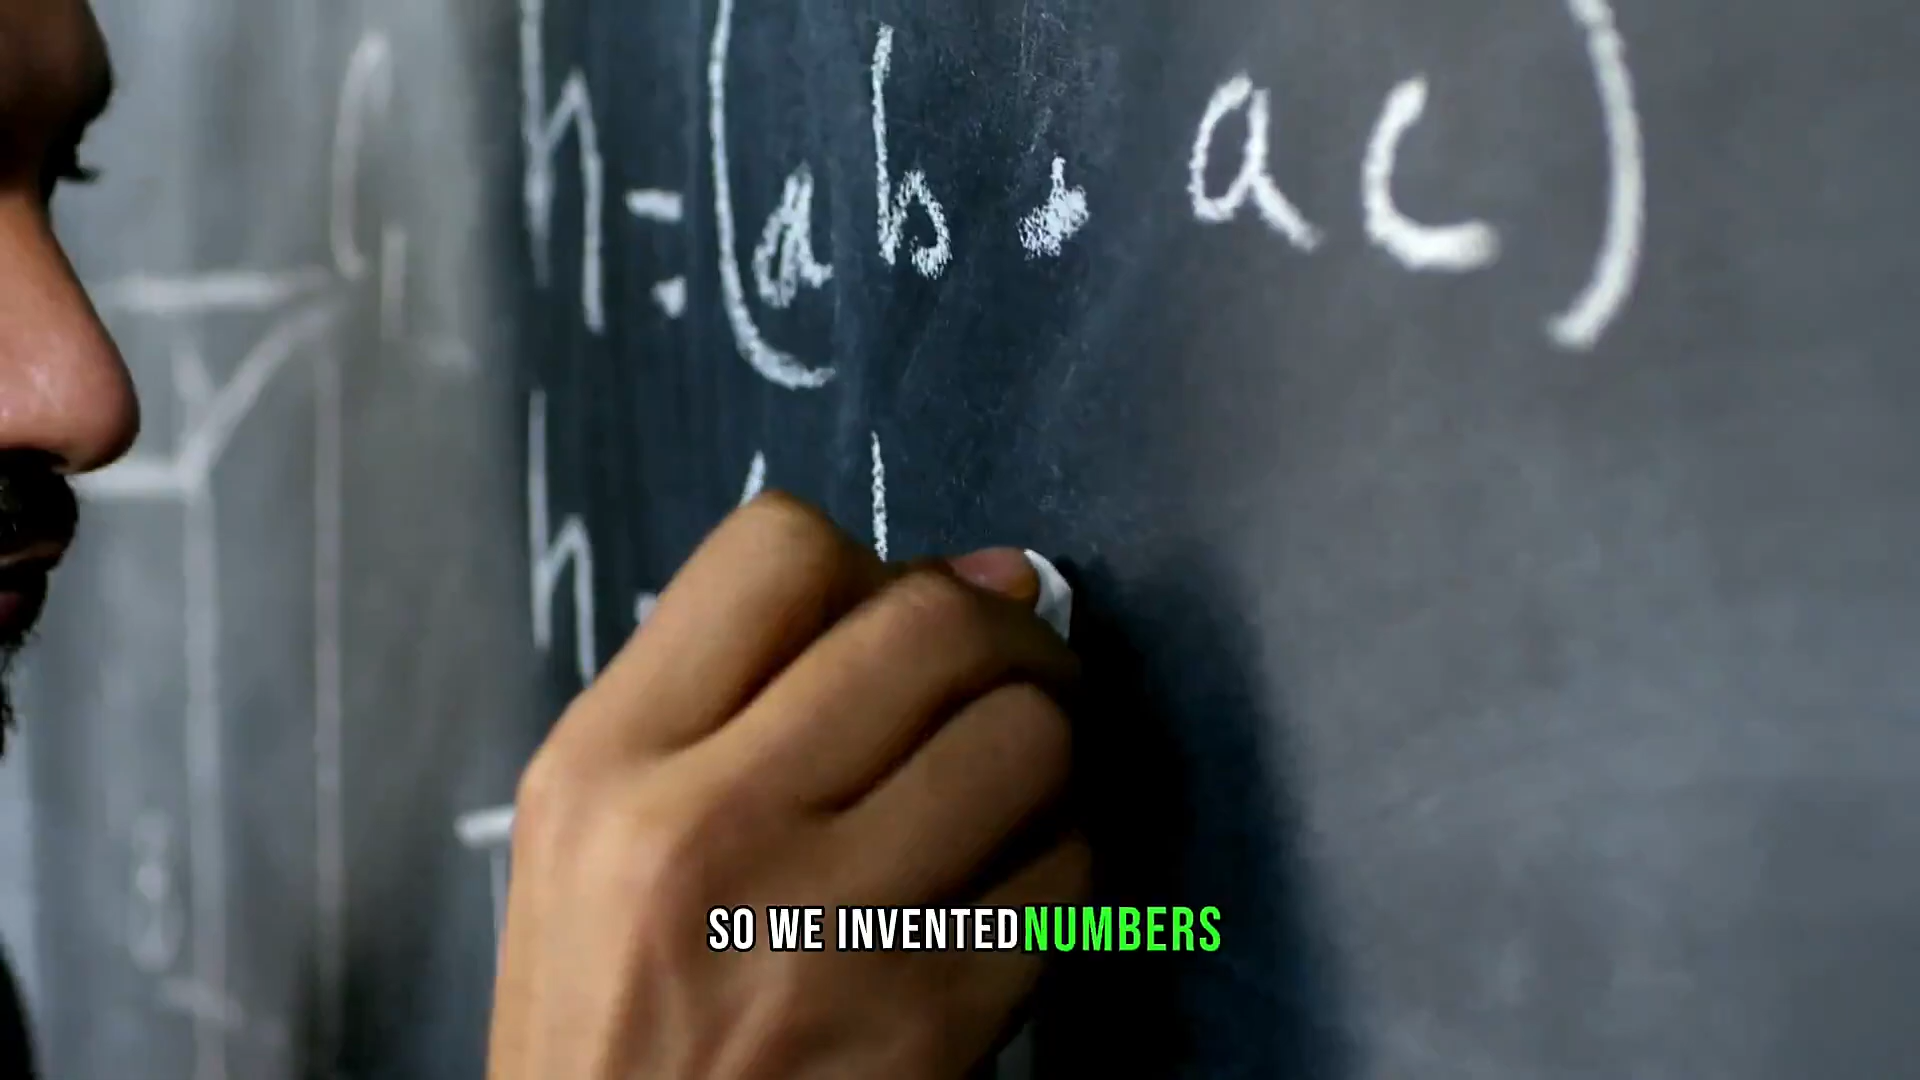 h=(ab. ac)
h
SO WE INVENTED NUMBERS